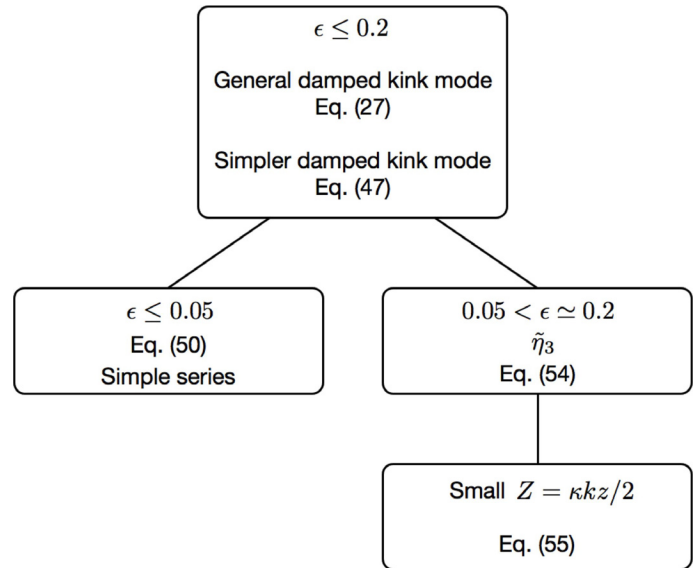 ϵ ≤ 0.2
General damped kink mode
Eq. (27)
Simpler damped kink mode
Eq. (47)
ϵ ≤ 0.05
Eq. (50)
Simple series
0.05 < ϵ ≃ 0.2
η̃₃
Eq. (54)
Small Z = κkz/2
Eq. (55)